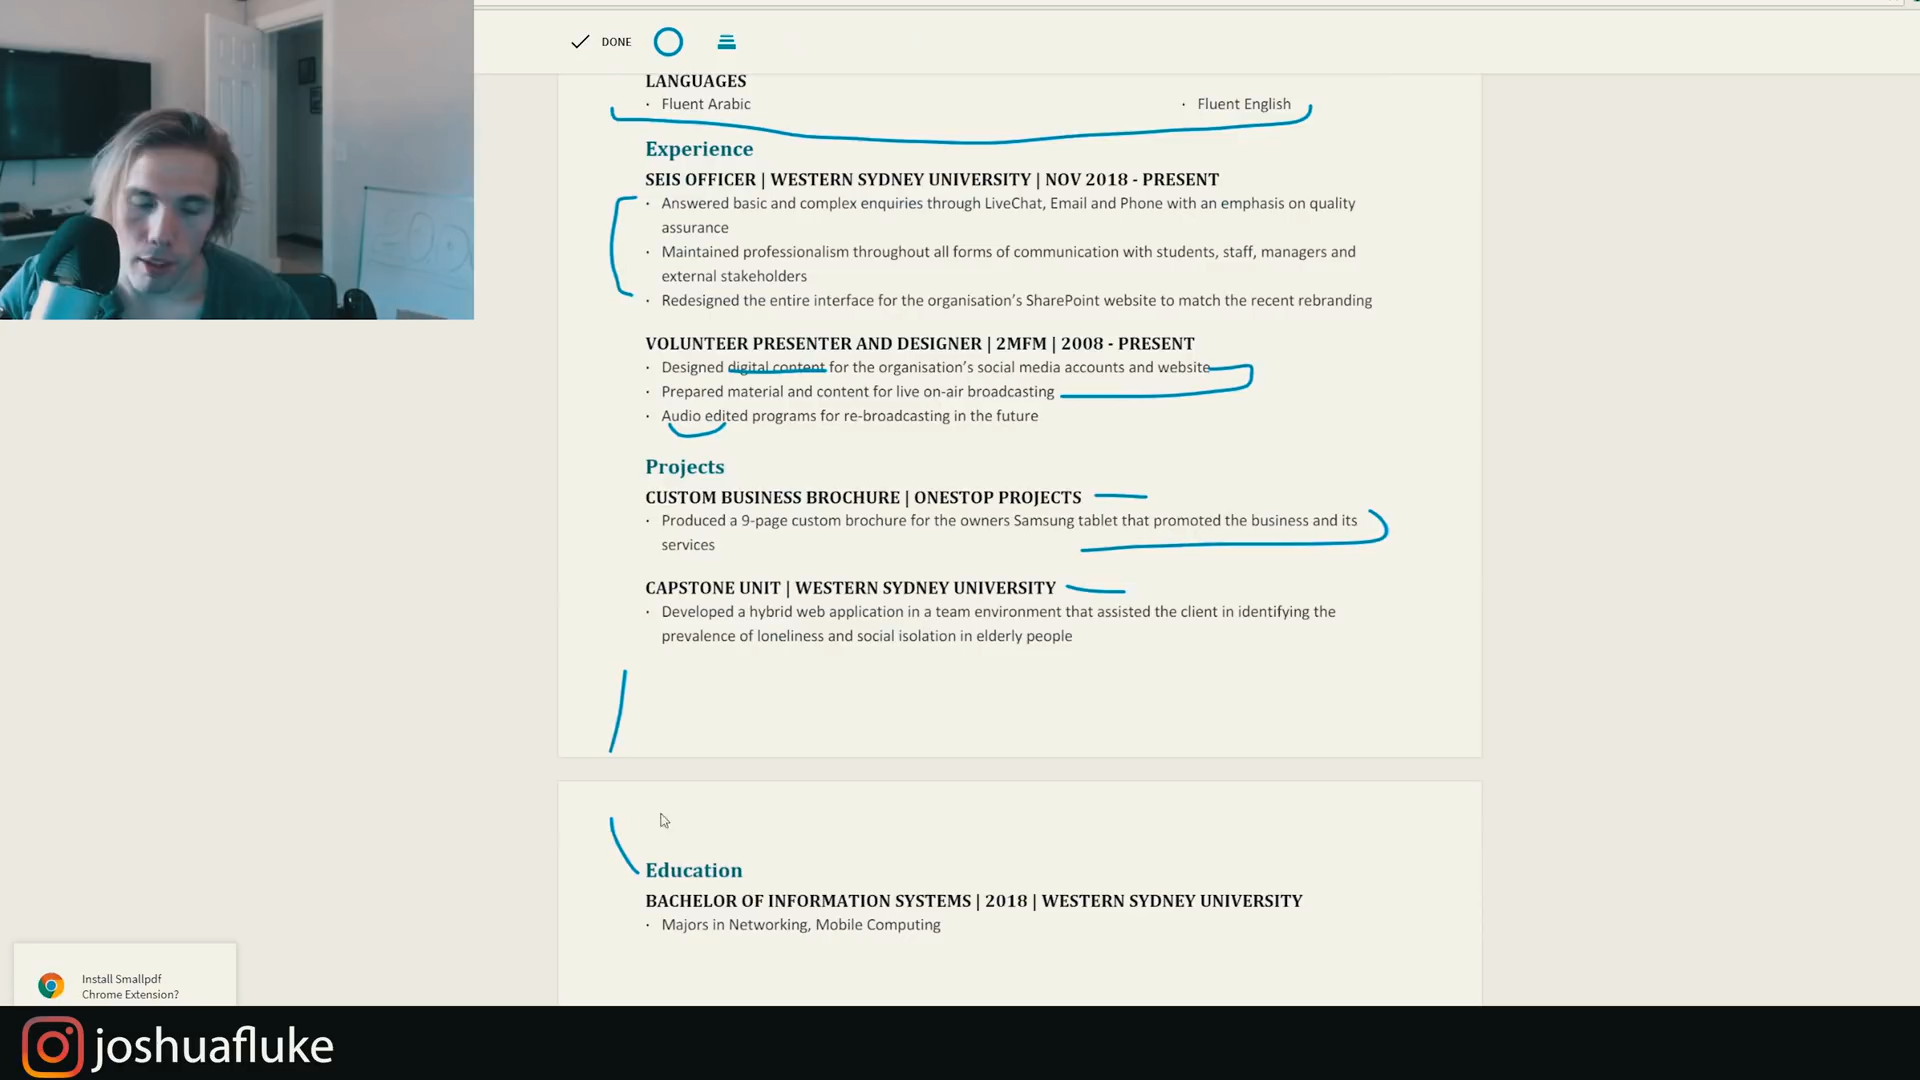 DONE
LANGUAGES
· Fluent Arabic · Fluent English
Experience
SEIS OFFICER | WESTERN SYDNEY UNIVERSITY | NOV 2018 - PRESENT
· Answered basic and complex enquiries through LiveChat, Email and Phone with an emphasis on quality
assurance
· Maintained professionalism throughout all forms of communication with students, staff, managers and
external stakeholders
· Redesigned the entire interface for the organisation’s SharePoint website to match the recent rebranding
VOLUNTEER PRESENTER AND DESIGNER | 2MFM | 2008 - PRESENT
· Designed digital content for the organisation’s social media accounts and website
· Prepared material and content for live on-air broadcasting
· Audio edited programs for re-broadcasting in the future
Projects
CUSTOM BUSINESS BROCHURE | ONESTOP PROJECTS
· Produced a 9-page custom brochure for the owners Samsung tablet that promoted the business and its
services
CAPSTONE UNIT | WESTERN SYDNEY UNIVERSITY
· Developed a hybrid web application in a team environment that assisted the client in identifying the
prevalence of loneliness and social isolation in elderly people
Education
BACHELOR OF INFORMATION SYSTEMS | 2018 | WESTERN SYDNEY UNIVERSITY
· Majors in Networking, Mobile Computing
Install Smallpdf
Chrome Extension?
joshuafluke